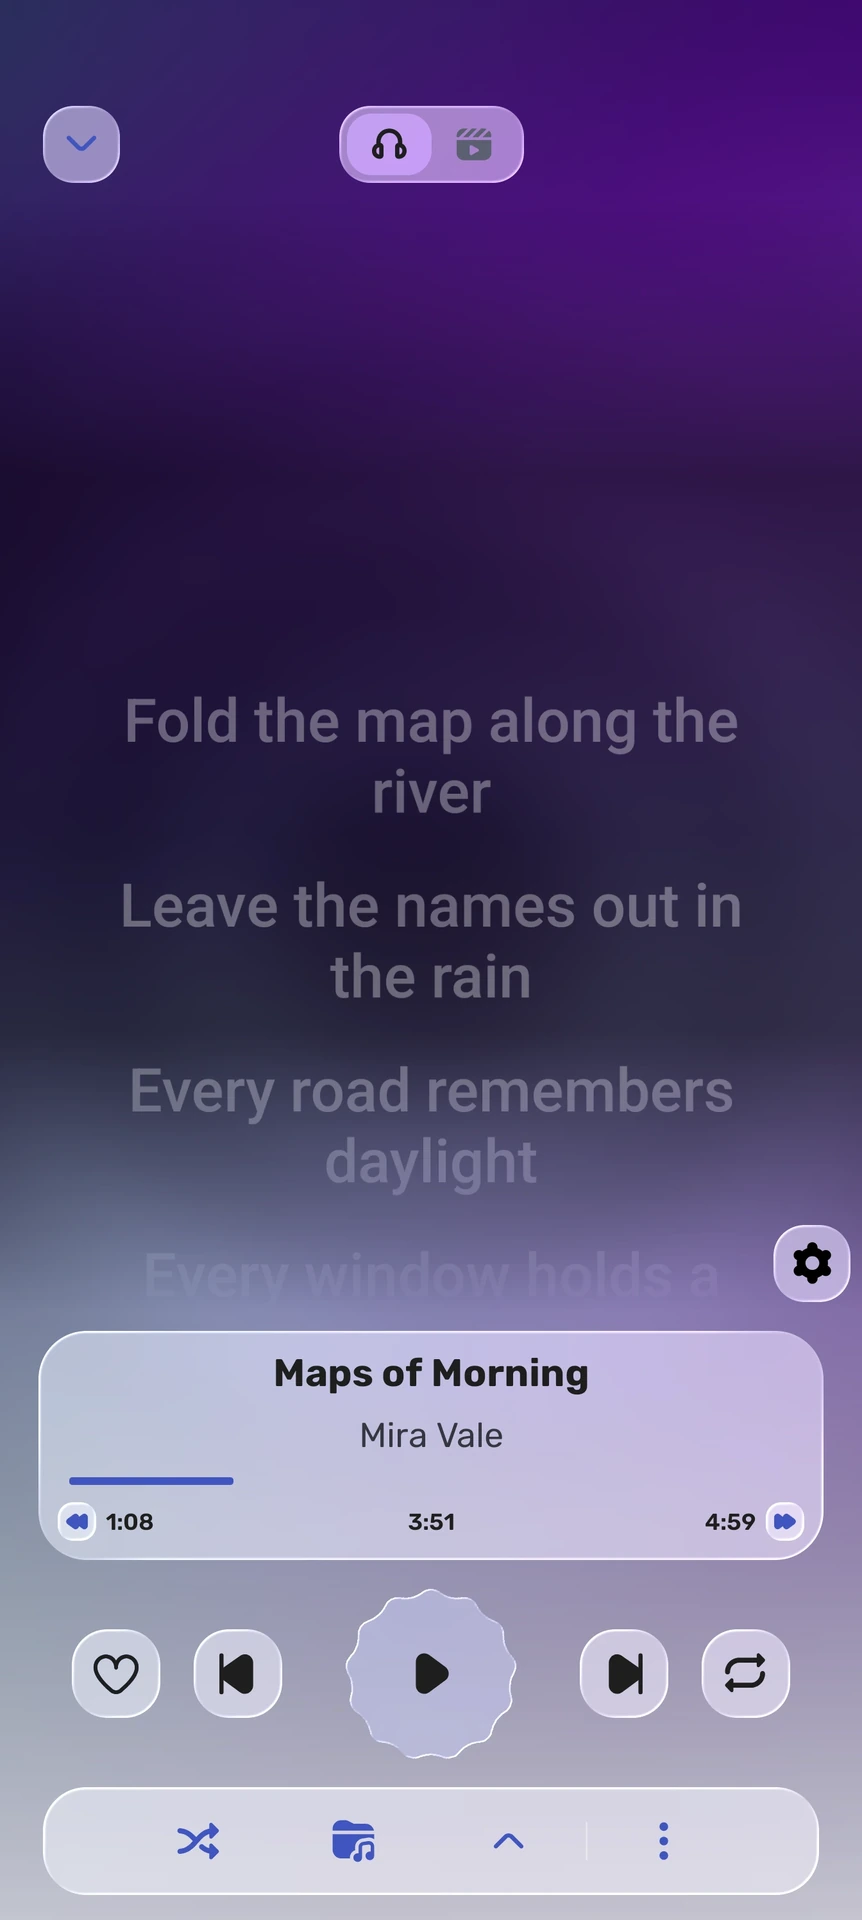 Fold the map along the
river
Leave the names out in
the rain
Every road remembers
daylight
Every window holds a
Maps of Morning
Mira Vale
1:08 3:51 4:59